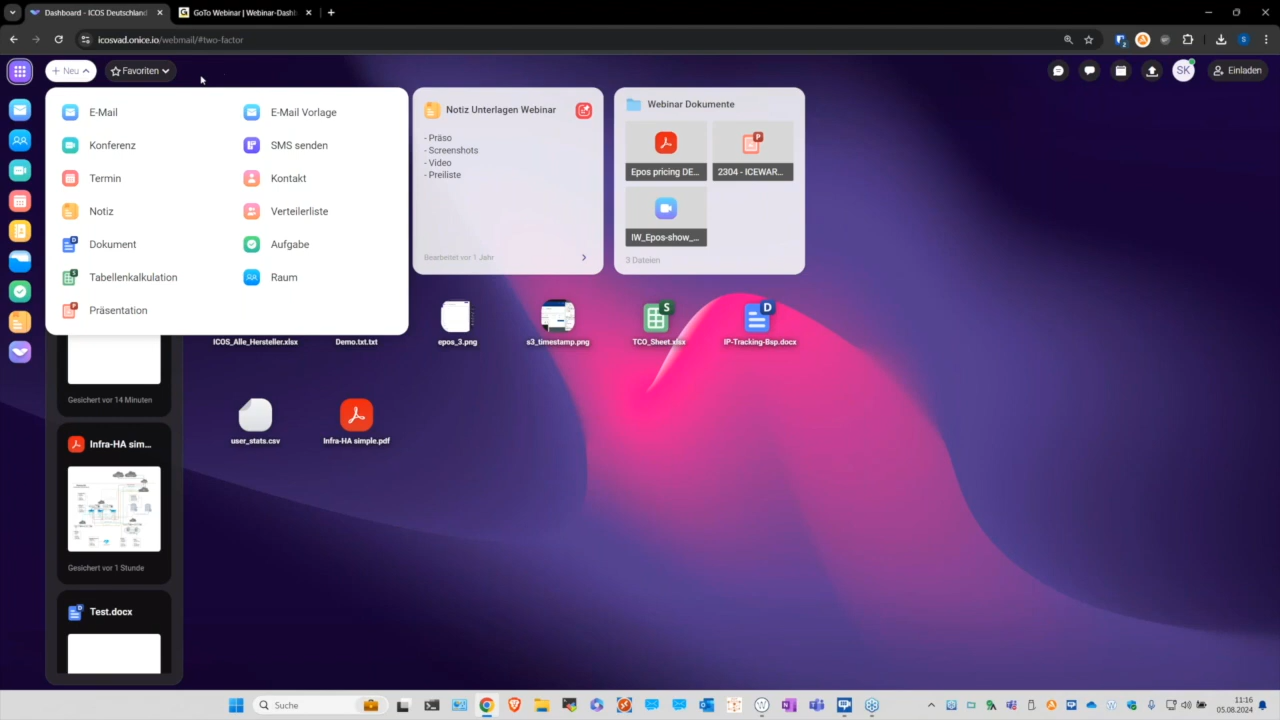 Dashboard - ICOS Deutschland
GoTo Webinar | Webinar-Dash
icosvad.onice.io/webmail/#two-factor
Neu
Favoriten
SK
Einladen
E-Mail
E-Mail Vorlage
Konferenz
SMS senden
Termin
Kontakt
Notiz
Verteilerliste
Dokument
Aufgabe
Tabellenkalkulation
Raum
Präsentation
Notiz Unterlagen Webinar
- Präso
- Screenshots
- Video
- Preiliste
Bearbeitet vor 1 Jahr
Webinar Dokumente
Epos pricing DE...
2304 - ICEWAR...
IW_Epos-show_...
3 Dateien
ICOS_Alle_Hersteller.xlsx
Demo.txt.txt
epos_3.png
s3_timestamp.png
TCO_Sheet.xlsx
IP-Tracking-Bsp.docx
user_stats.csv
Infra-HA simple.pdf
Gesichert vor 14 Minuten
Infra-HA sim...
Gesichert vor 1 Stunde
Test.docx
Suche
11:16
05.08.2024